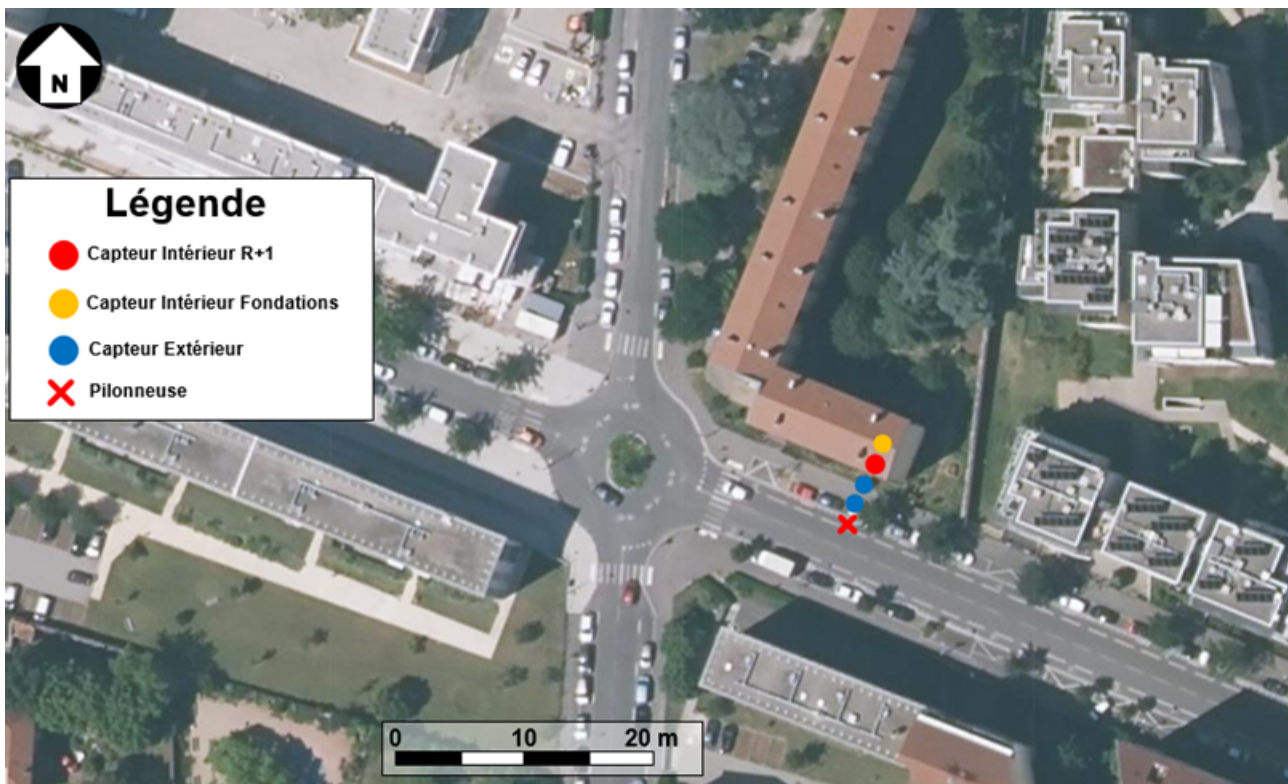 N
Légende
Capteur Intérieur R+1
Capteur Intérieur Fondations
Capteur Extérieur
Pilonneuse
0 10 20 m